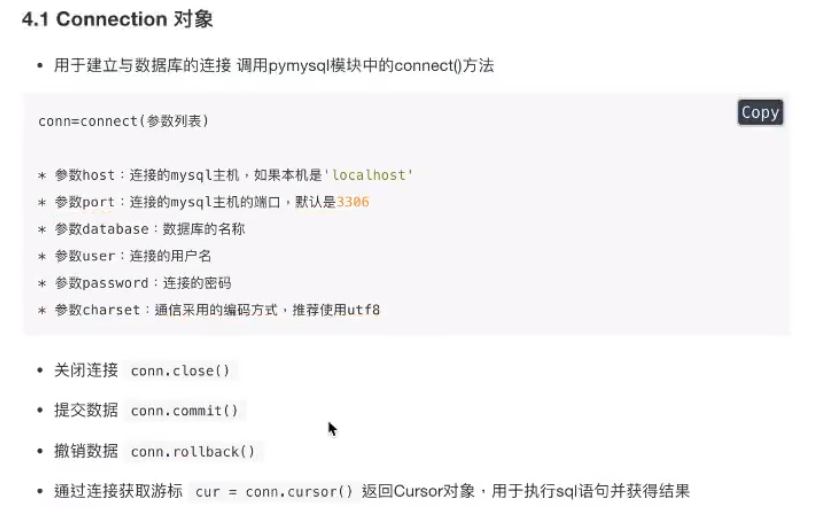 4.1 Connection 对象
• 用于建立与数据库的连接 调用pymysql模块中的connect()方法
Copy
conn=connect(参数列表)
* 参数host：连接的mysql主机，如果本机是'localhost'
* 参数port：连接的mysql主机的端口，默认是3306
* 参数database：数据库的名称
* 参数user：连接的用户名
* 参数password：连接的密码
* 参数charset：通信采用的编码方式，推荐使用utf8
• 关闭连接 conn.close()
• 提交数据 conn.commit()
• 撤销数据 conn.rollback()
• 通过连接获取游标 cur = conn.cursor() 返回Cursor对象，用于执行sql语句并获得结果